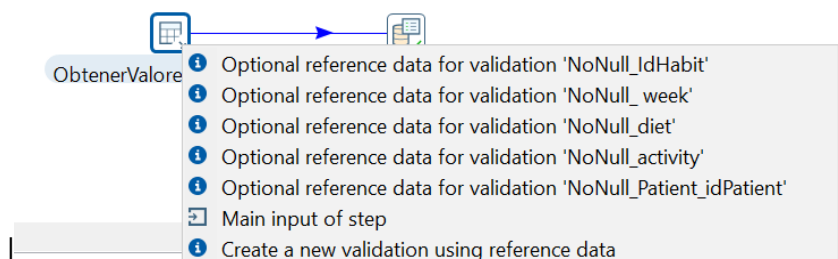 ObtenerValore
Optional reference data for validation 'NoNull_IdHabit'
Optional reference data for validation 'NoNull_ week'
Optional reference data for validation 'NoNull_diet'
Optional reference data for validation 'NoNull_activity'
Optional reference data for validation 'NoNull_Patient_idPatient'
Main input of step
Create a new validation using reference data